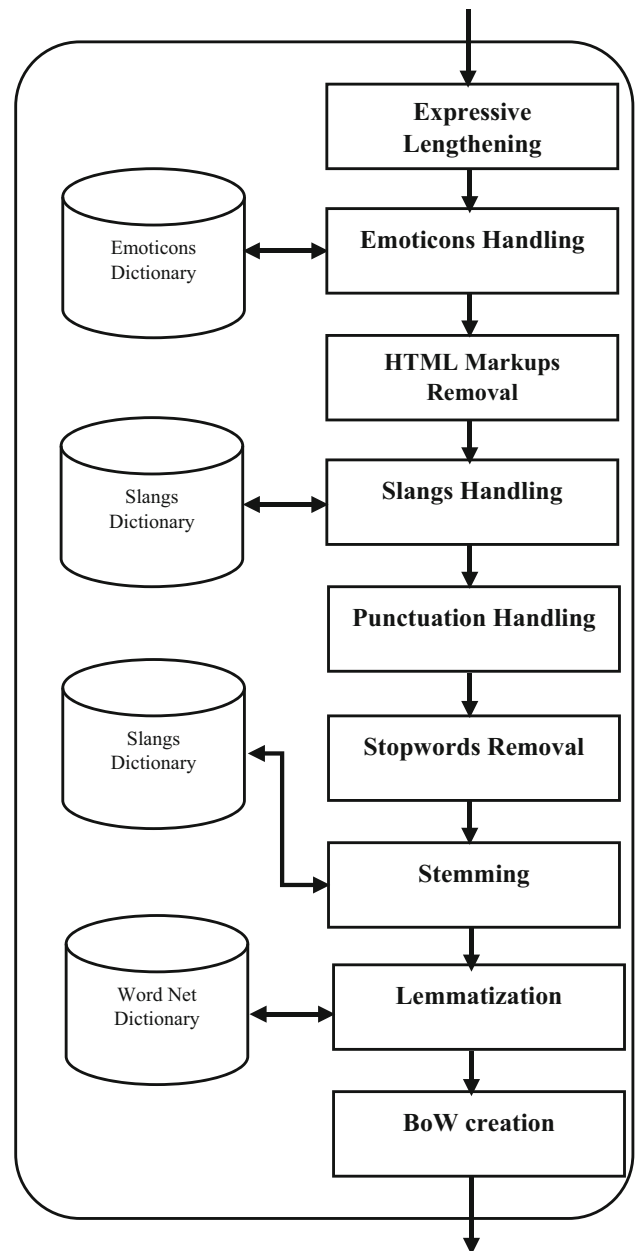 Expressive
Lengthening
Emoticons
Dictionary
Emoticons Handling
HTML Markups
Removal
Slangs
Dictionary
Slangs Handling
Punctuation Handling
Slangs
Dictionary
Stopwords Removal
Stemming
Word Net
Dictionary
Lemmatization
BoW creation